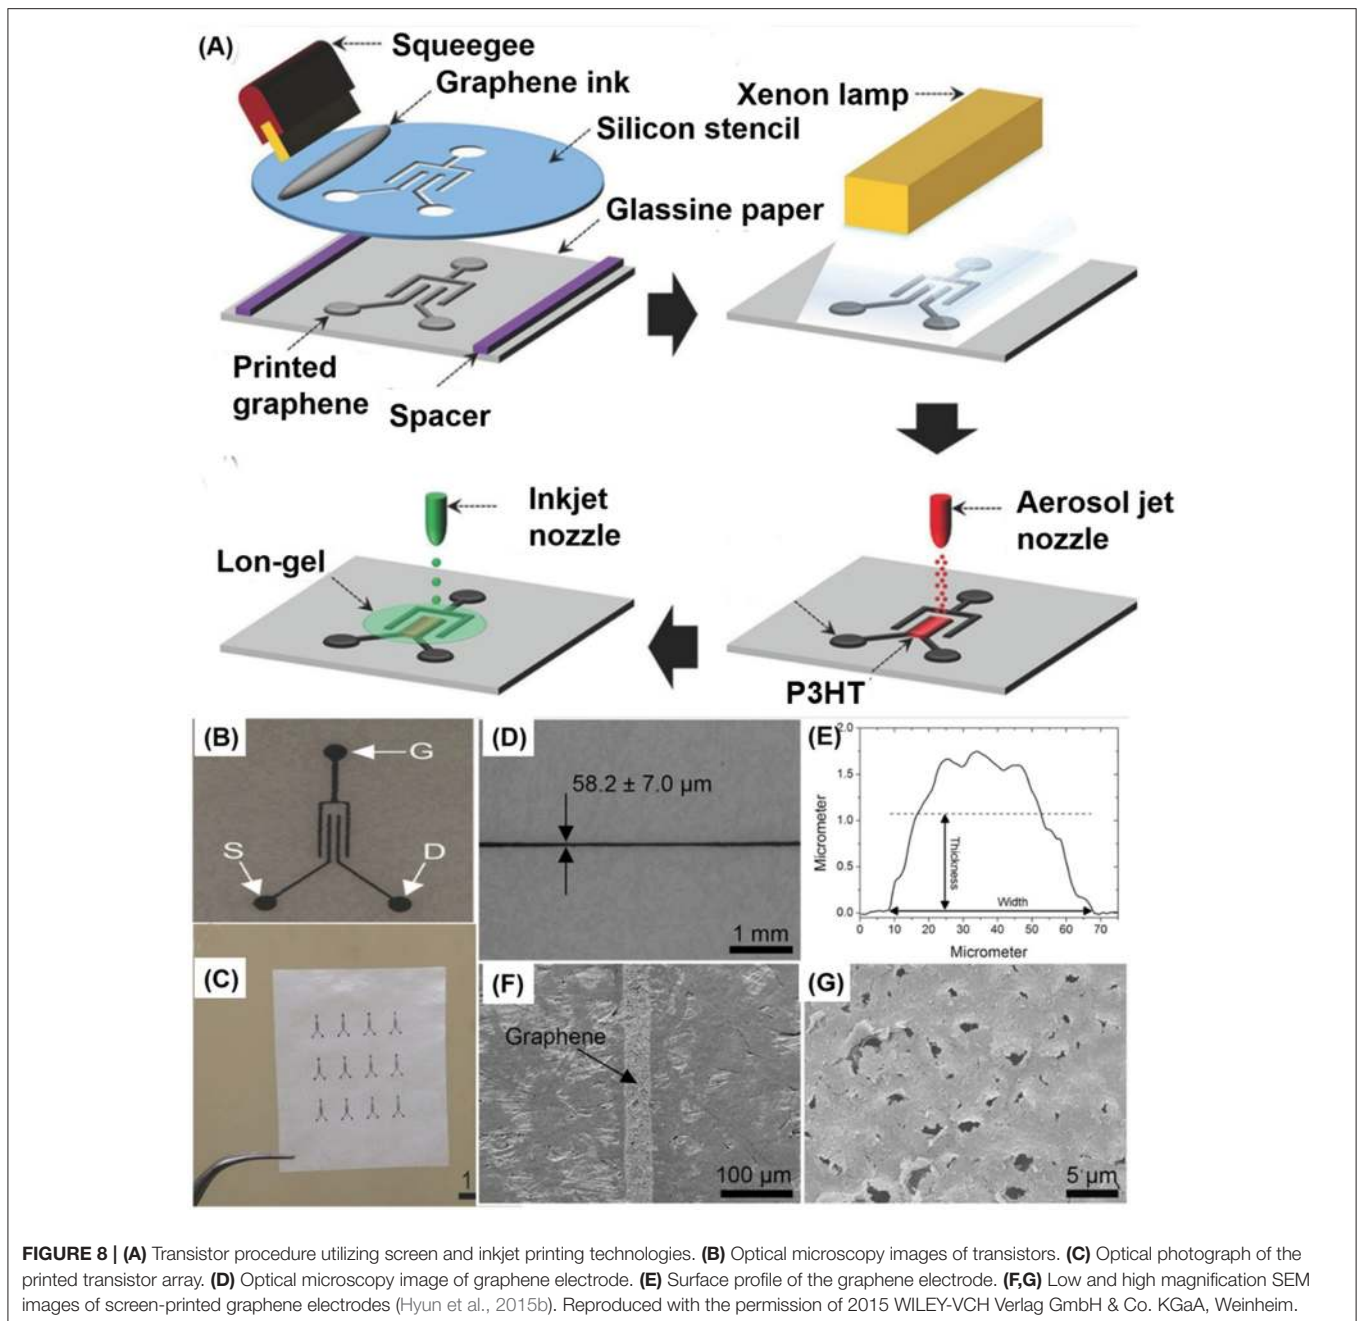 (A)
Squeegee
Graphene ink
Silicon stencil
Glassine paper
Printed
graphene
Spacer
Xenon lamp
Aerosol jet
nozzle
P3HT
Inkjet
nozzle
Lon-gel
(B)
G
S
D
(C)
1
(D)
58.2 ± 7.0 µm
1 mm
(E)
2.0
1.5
1.0
0.5
0.0
Micrometer
Thickness
Width
0 10 20 30 40 50 60 70
Micrometer
(F)
Graphene
100 µm
(G)
5 µm
FIGURE 8 | (A) Transistor procedure utilizing screen and inkjet printing technologies. (B) Optical microscopy images of transistors. (C) Optical photograph of the
printed transistor array. (D) Optical microscopy image of graphene electrode. (E) Surface profile of the graphene electrode. (F,G) Low and high magnification SEM
images of screen-printed graphene electrodes (Hyun et al., 2015b). Reproduced with the permission of 2015 WILEY-VCH Verlag GmbH & Co. KGaA, Weinheim.